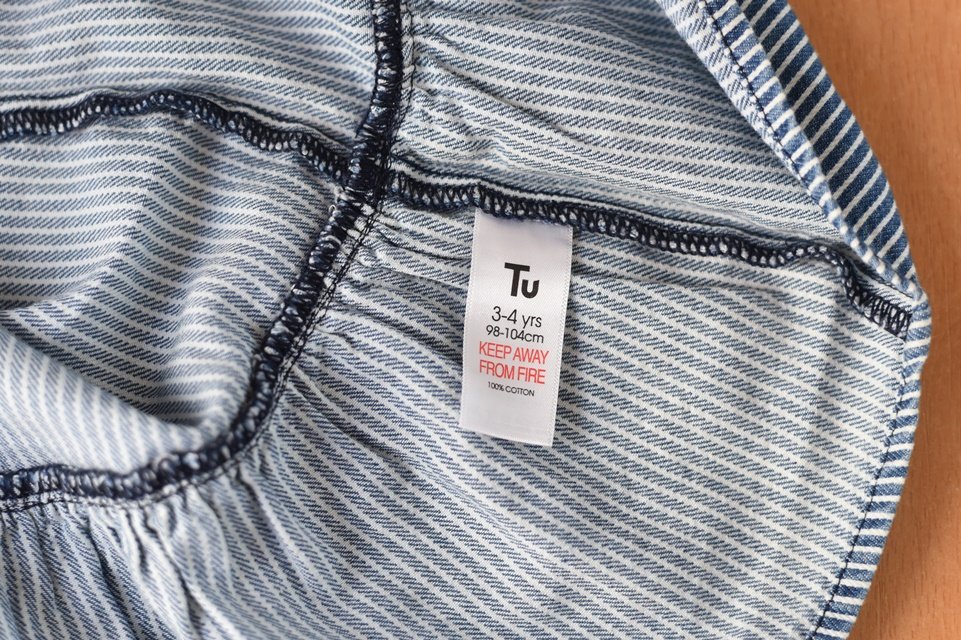 Tu
3-4 yrs
98-104cm
KEEP AWAY
FROM FIRE
100% COTTON